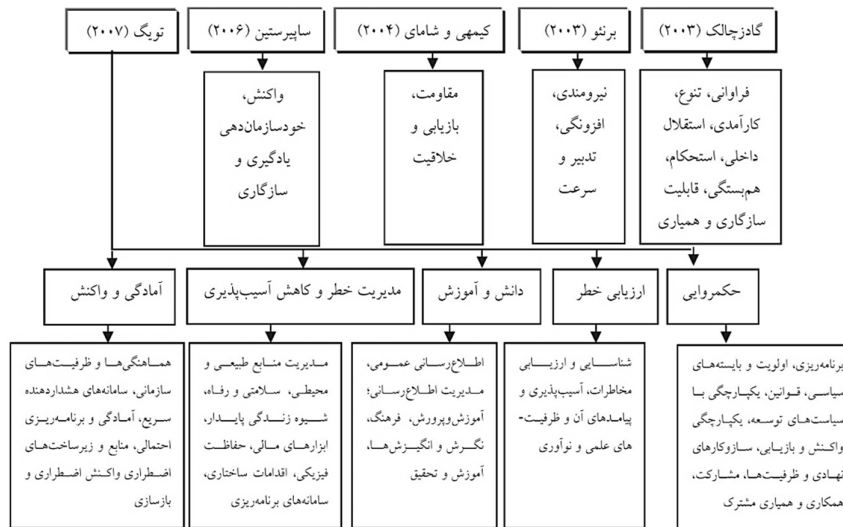 گادزچالک (۲۰۰۳)
برنئو (۲۰۰۳)
کیمهی و شامای (۲۰۰۴)
ساپیرستین (۲۰۰۶)
تویگ (۲۰۰۷)
فراوانی، تنوع،
کارآمدی، استقلال
داخلی، استحکام،
هم‌بستگی، قابلیت
سازگاری و همیاری
نیرومندی،
افزونگی،
تدبیر و
سرعت
مقاومت،
بازیابی و
خلاقیت
واکنش،
خودسازمان‌دهی
یادگیری و
سازگاری
حکمروایی
ارزیابی خطر
دانش و آموزش
مدیریت خطر و کاهش آسیب‌پذیری
آمادگی و واکنش
برنامه‌ریزی، اولویت و بایسته‌های
سیاسی، قوانین، یکپارچگی با
سیاست‌های توسعه، یکپارچگی
واکنش و بازیابی، سازوکارهای
نهادی و ظرفیت‌ها، مشارکت،
همکاری و همیاری مشترک
شناسایی و ارزیابی
مخاطرات، آسیب‌پذیری و
پیامدهای آن و ظرفیت-
های علمی و نوآوری
اطلاع‌رسانی عمومی،
مدیریت اطلاع‌رسانی؛
آموزش‌وپرورش، فرهنگ،
نگرش و انگیزش‌ها،
آموزش و تحقیق
مدیریت منابع طبیعی و
محیطی، سلامتی و رفاه،
شیوه زندگی پایدار،
ابزارهای مالی، حفاظت
فیزیکی، اقدامات ساختاری،
سامانه‌های برنامه‌ریزی
هماهنگی‌ها و ظرفیت‌های
سازمانی، سامانه‌های هشداردهنده
سریع، آمادگی و برنامه‌ریزی
احتمالی، منابع و زیرساخت‌های
اضطراری واکنش اضطراری و
بازسازی